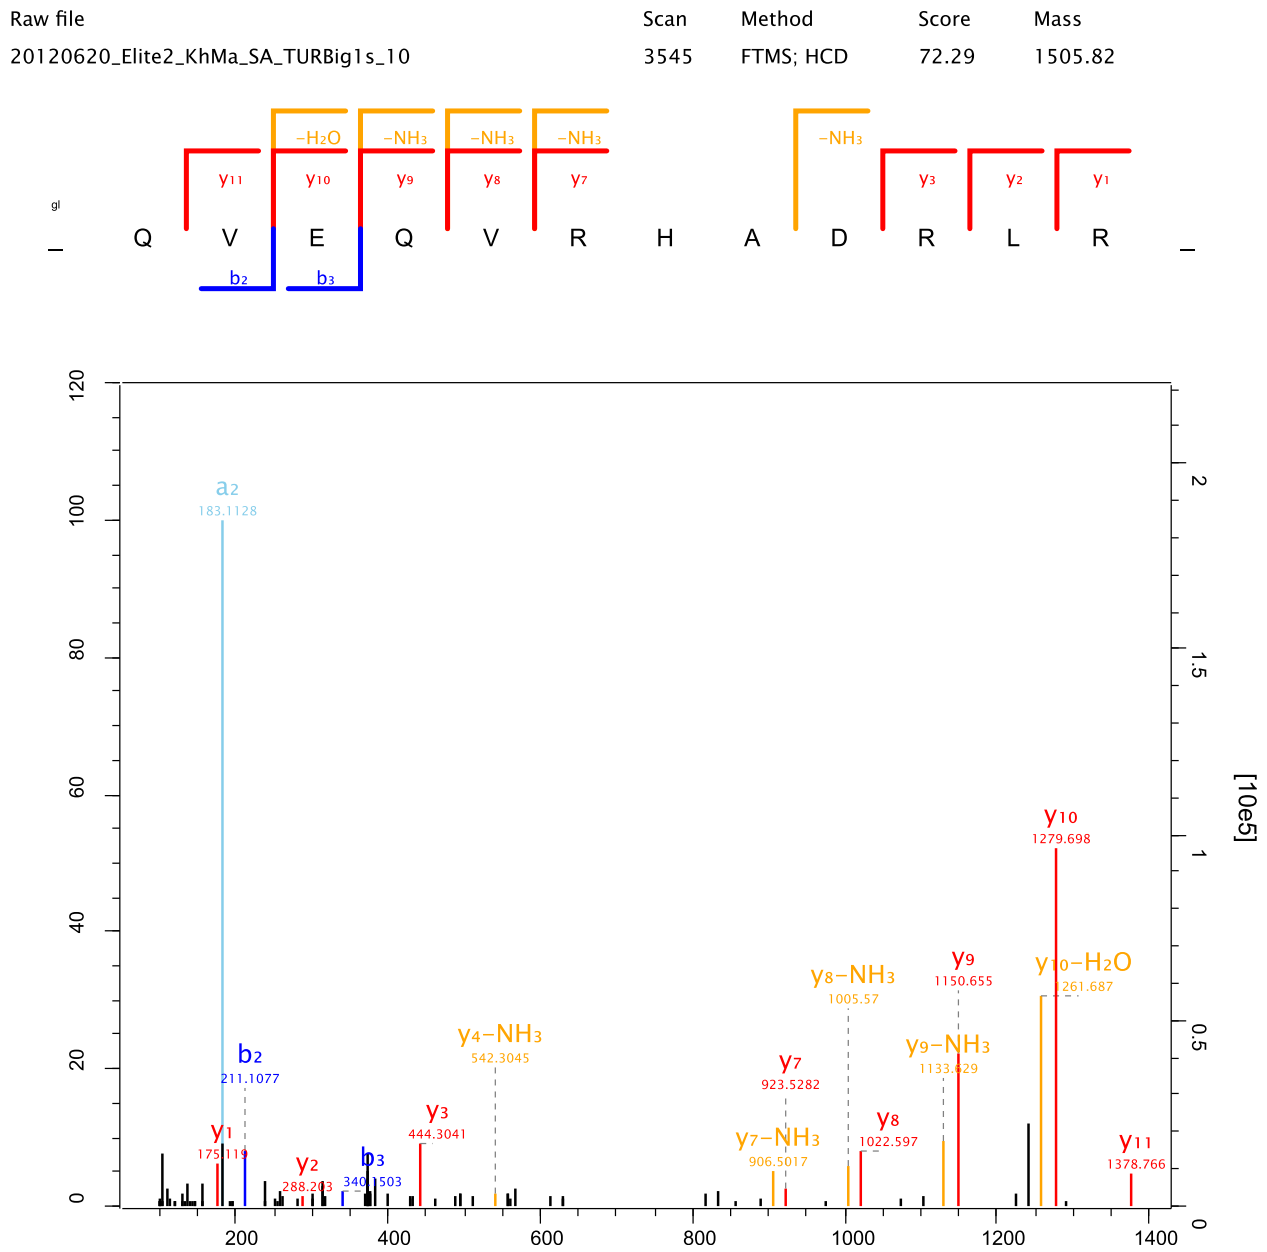 Raw file Scan Method Score Mass
20120620_Elite2_KhMa_SA_TURBig1s_10 3545 FTMS; HCD 72.29 1505.82
–H₂O –NH₃ –NH₃ –NH₃ –NH₃
y₁₁ y₁₀ y₉ y₈ y₇ y₃ y₂ y₁
gl
_ Q V E Q V R H A D R L R _
b₂ b₃
120
100
80
60
40
20
0
a₂
183.1128
y₁
175.119
b₂
211.1077
y₂
288.203
b₃
340.1503
y₃
444.3041
y₄–NH₃
542.3045
y₇–NH₃
906.5017
y₇
923.5282
y₈–NH₃
1005.57
y₈
1022.597
y₉–NH₃
1133.629
y₉
1150.655
y₁₀–H₂O
1261.687
y₁₀
1279.698
y₁₁
1378.766
2
1.5
1
0.5
0
[10e5]
200 400 600 800 1000 1200 1400